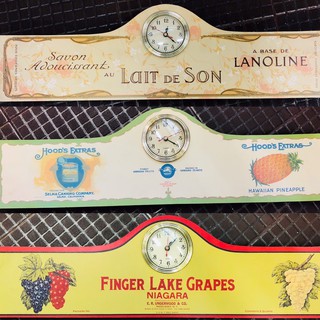 Savon
Adoucissant
AU LAIT DE SON
A BASE DE
LANOLINE
HOOD'S EXTRAS
HOOD'S EXTRAS
HAWAIIAN PINEAPPLE
FINGER LAKE GRAPES
NIAGARA